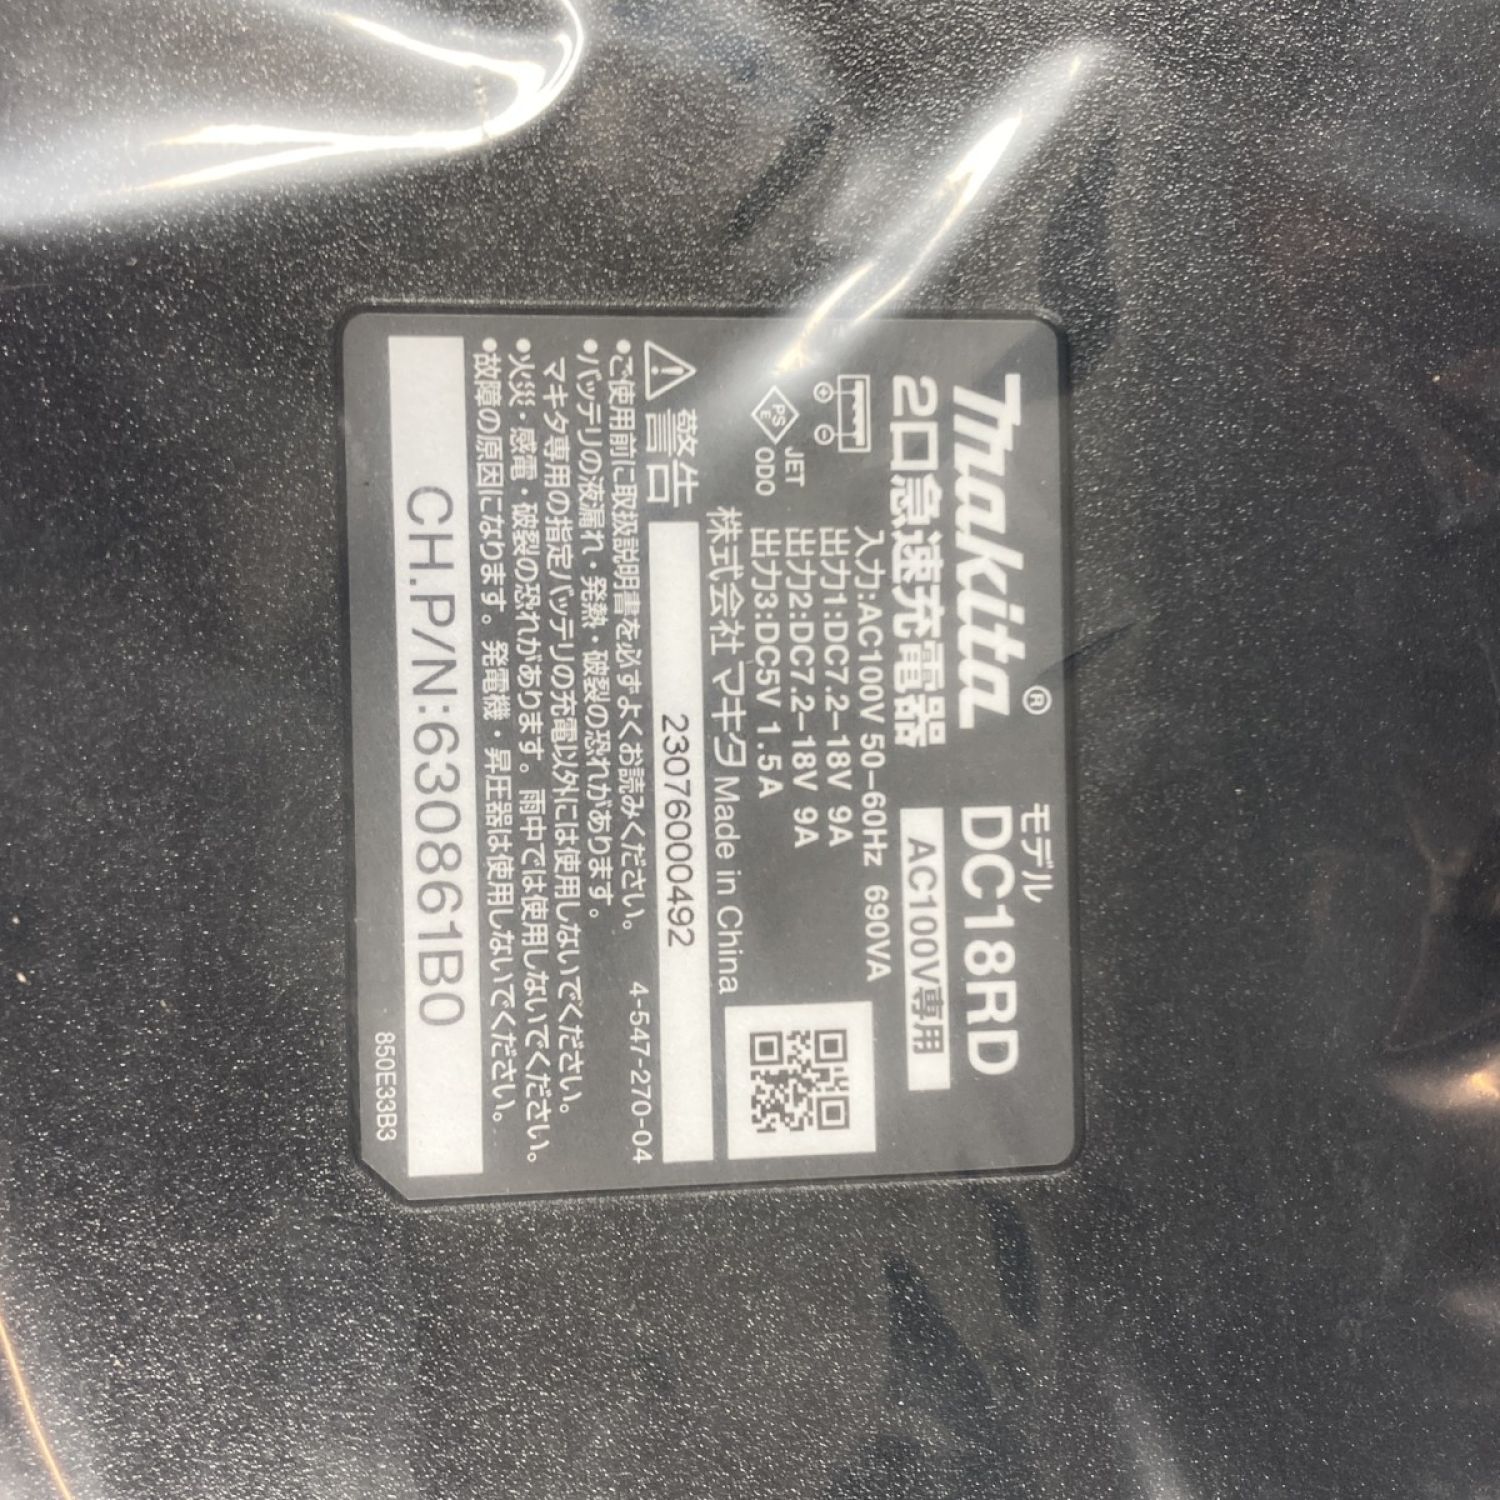 makita®
モデル
DC18RD
2口急速充電器
AC100V専用
入力:AC100V 50–60Hz 690VA
出力1:DC7.2–18V 9A
出力2:DC7.2–18V 9A
出力3:DC5V 1.5A
PS
E
JET
ODO
株式会社 マキタ Made in China
警告
23076000492
●ご使用前に取扱説明書を必ずよくお読みください。
4-547-270-04
●バッテリの液漏れ・発熱・破裂の恐れがあります。
マキタ専用の指定バッテリの充電以外には使用しないでください。
●火災・感電・破裂の恐れがあります。雨中では使用しないでください。
●故障の原因になります。発電機・昇圧器は使用しないでください。
CH.P/N:630861B0
850E33B3